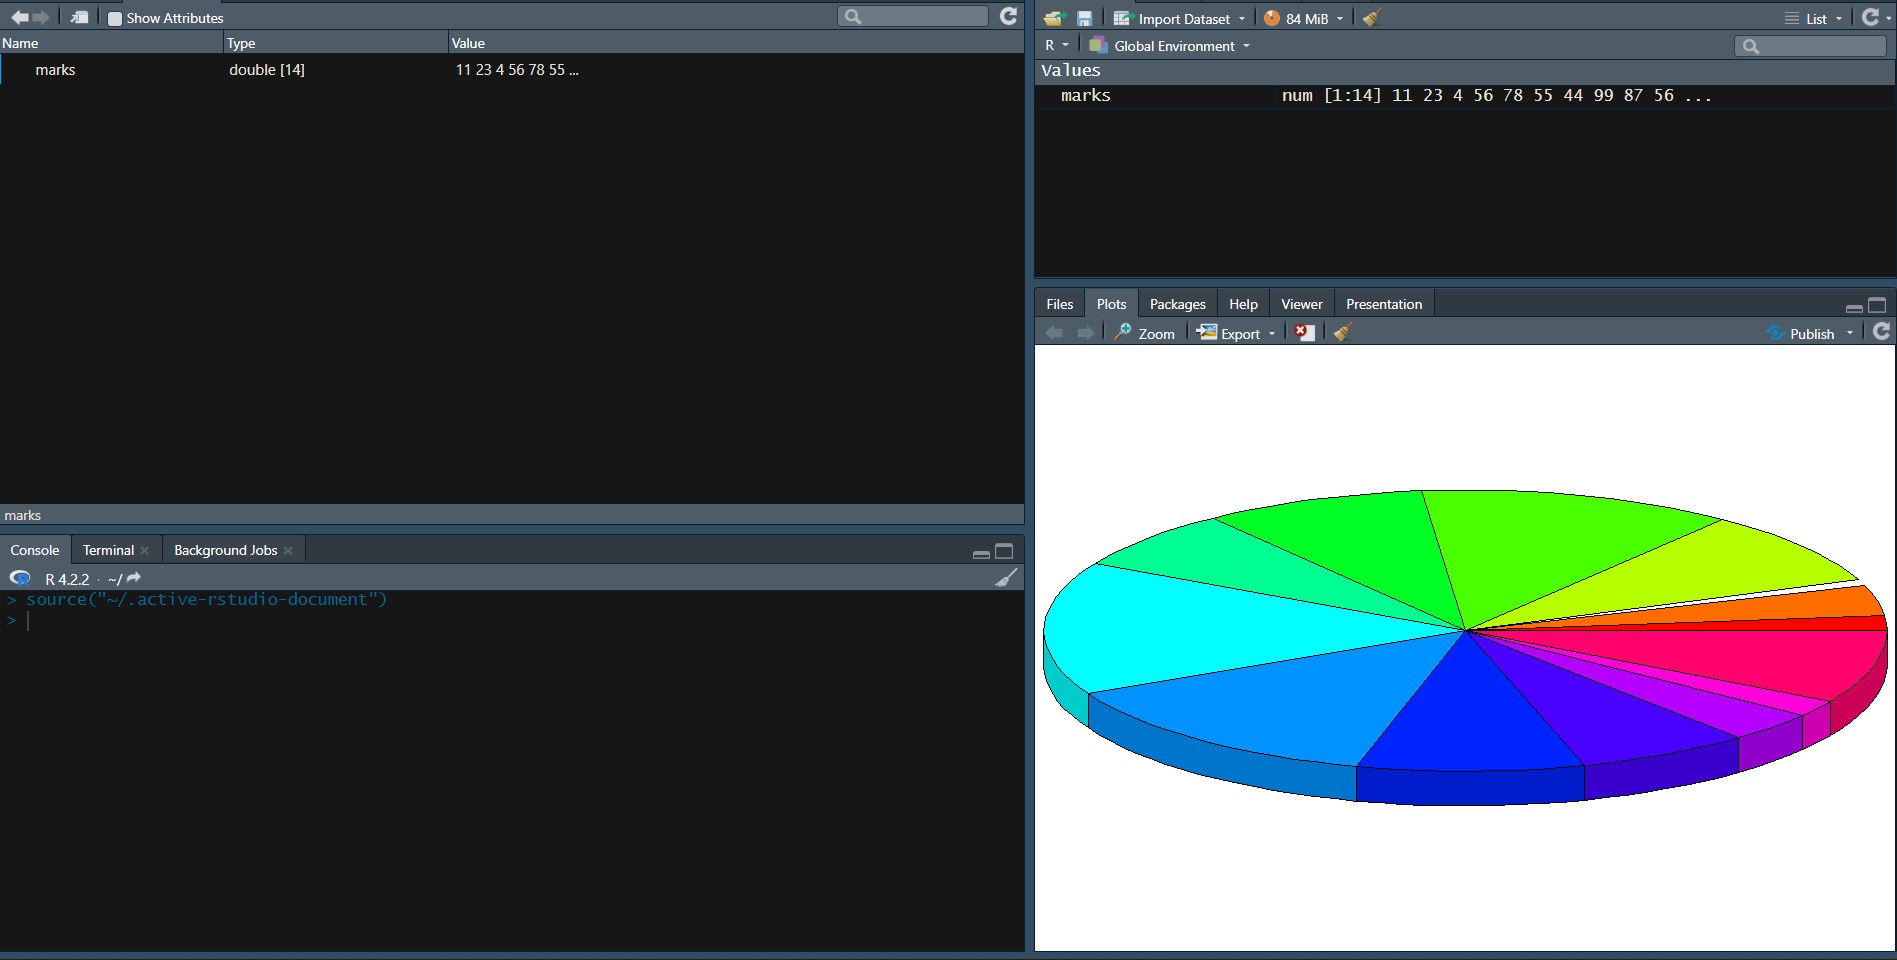 Show Attributes
Name Type Value
marks double [14] 11 23 4 56 78 55 ...
marks
Console Terminal Background Jobs
R 4.2.2 · ~/
> source("~/.active-rstudio-document")
>
Import Dataset 84 MiB List
R Global Environment
Values
marks num [1:14] 11 23 4 56 78 55 44 99 87 56 ...
Files Plots Packages Help Viewer Presentation
Zoom Export Publish